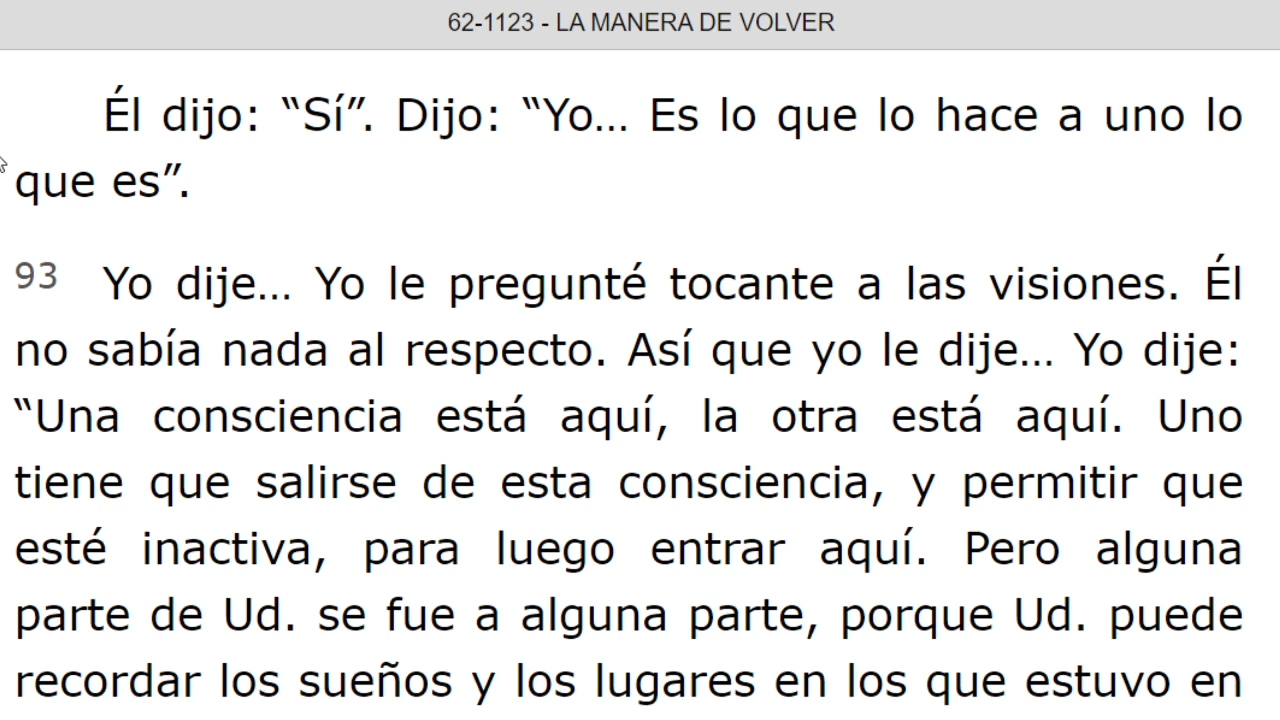 62-1123 - LA MANERA DE VOLVER
Él dijo: “Sí”. Dijo: “Yo... Es lo que lo hace a uno lo
que es”.
93 Yo dije... Yo le pregunté tocante a las visiones. Él
no sabía nada al respecto. Así que yo le dije... Yo dije:
“Una consciencia está aquí, la otra está aquí. Uno
tiene que salirse de esta consciencia, y permitir que
esté inactiva, para luego entrar aquí. Pero alguna
parte de Ud. se fue a alguna parte, porque Ud. puede
recordar los sueños y los lugares en los que estuvo en